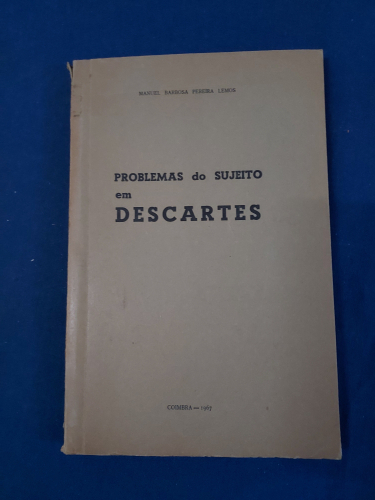 MANUEL BARBOSA PEREIRA LEMOS
PROBLEMAS do SUJEITO
em
DESCARTES
COIMBRA — 1967